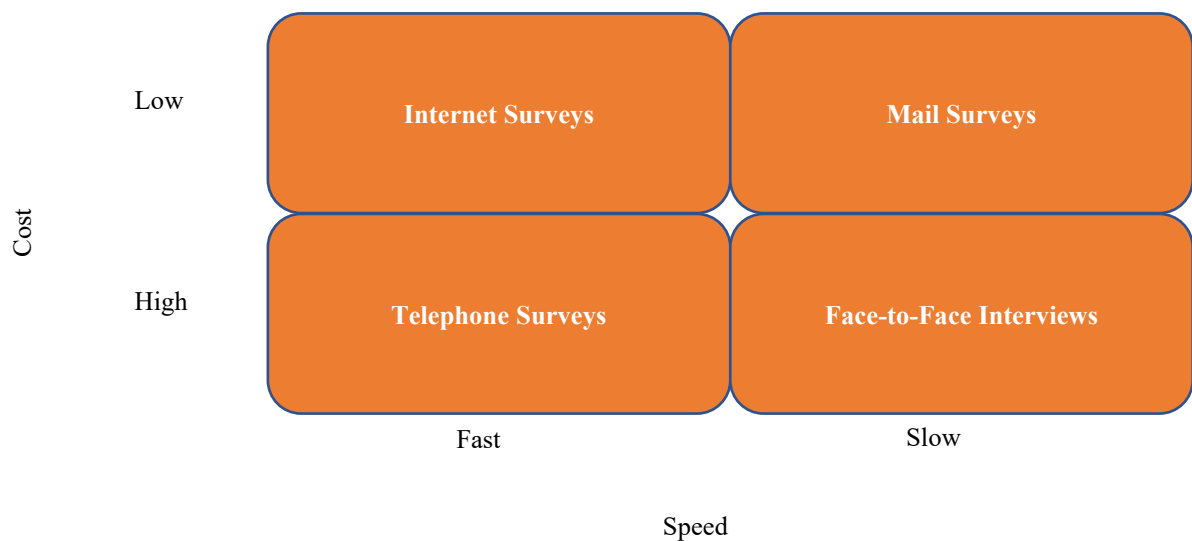 Low
Internet Surveys
Mail Surveys
Cost
High
Telephone Surveys
Face-to-Face Interviews
Fast
Slow
Speed